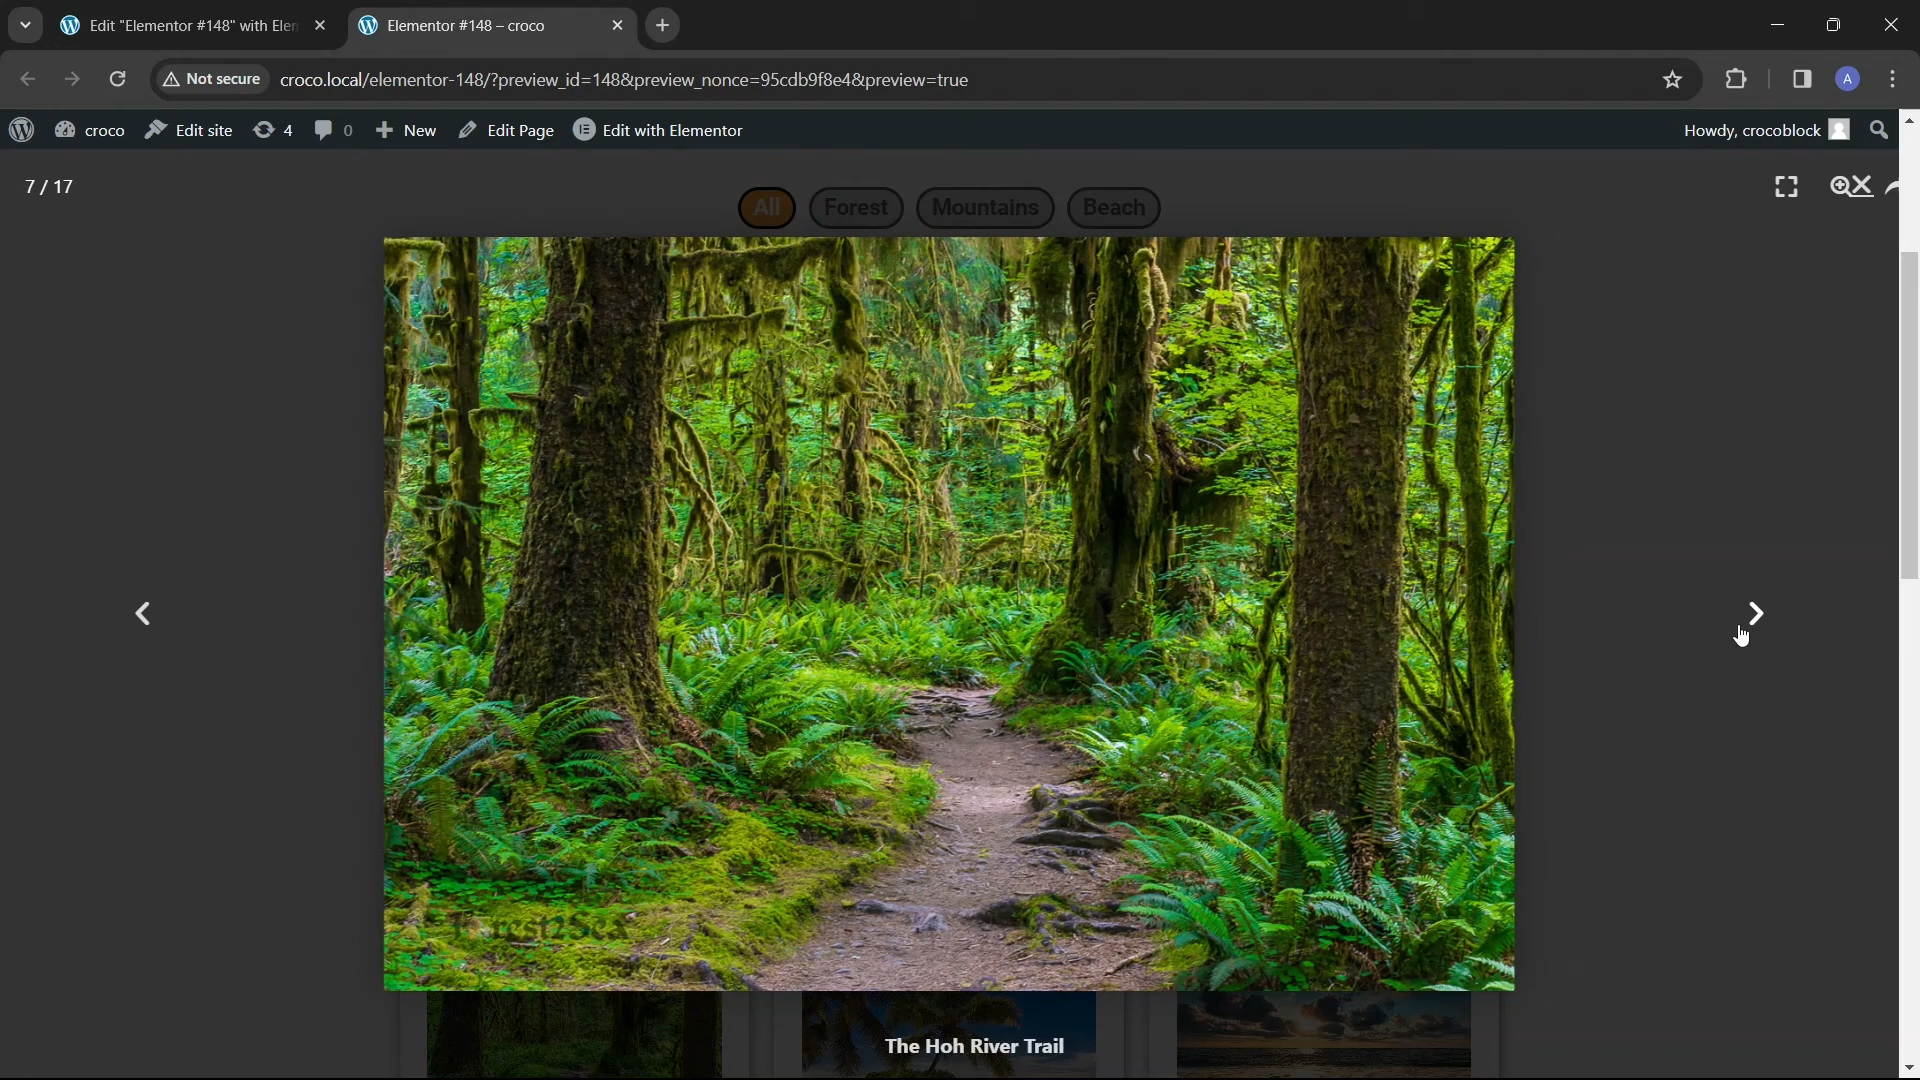 Edit "Elementor #148" with Elem
Elementor #148 – croco
Not secure
croco.local/elementor-148/?preview_id=148&preview_nonce=95cdb9f8e4&preview=true
A
croco
Edit site
4
0
New
Edit Page
Edit with Elementor
Howdy, crocoblock
7 / 17
All
Forest
Mountains
Beach
The Hoh River Trail